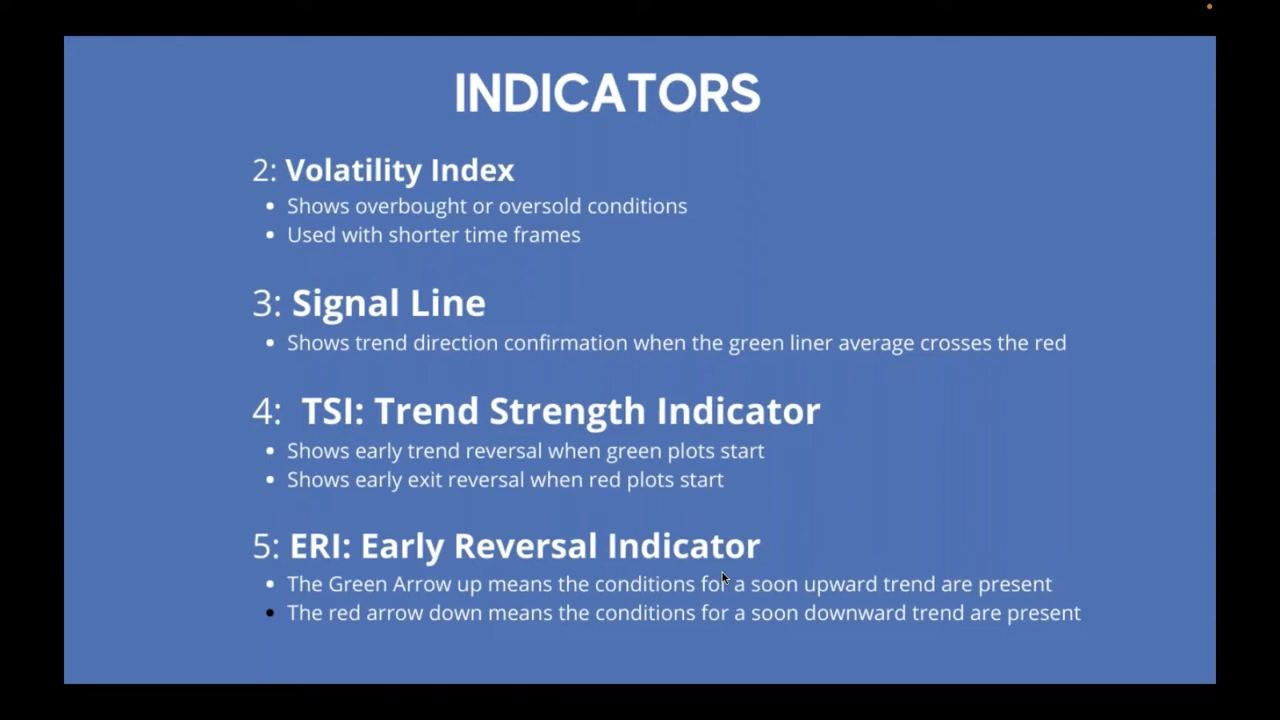 INDICATORS
2: Volatility Index
• Shows overbought or oversold conditions
• Used with shorter time frames
3: Signal Line
• Shows trend direction confirmation when the green liner average crosses the red
4: TSI: Trend Strength Indicator
• Shows early trend reversal when green plots start
• Shows early exit reversal when red plots start
5: ERI: Early Reversal Indicator
• The Green Arrow up means the conditions for a soon upward trend are present
• The red arrow down means the conditions for a soon downward trend are present